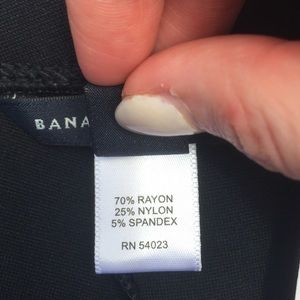 BANA
70% RAYON
25% NYLON
5% SPANDEX
RN 54023